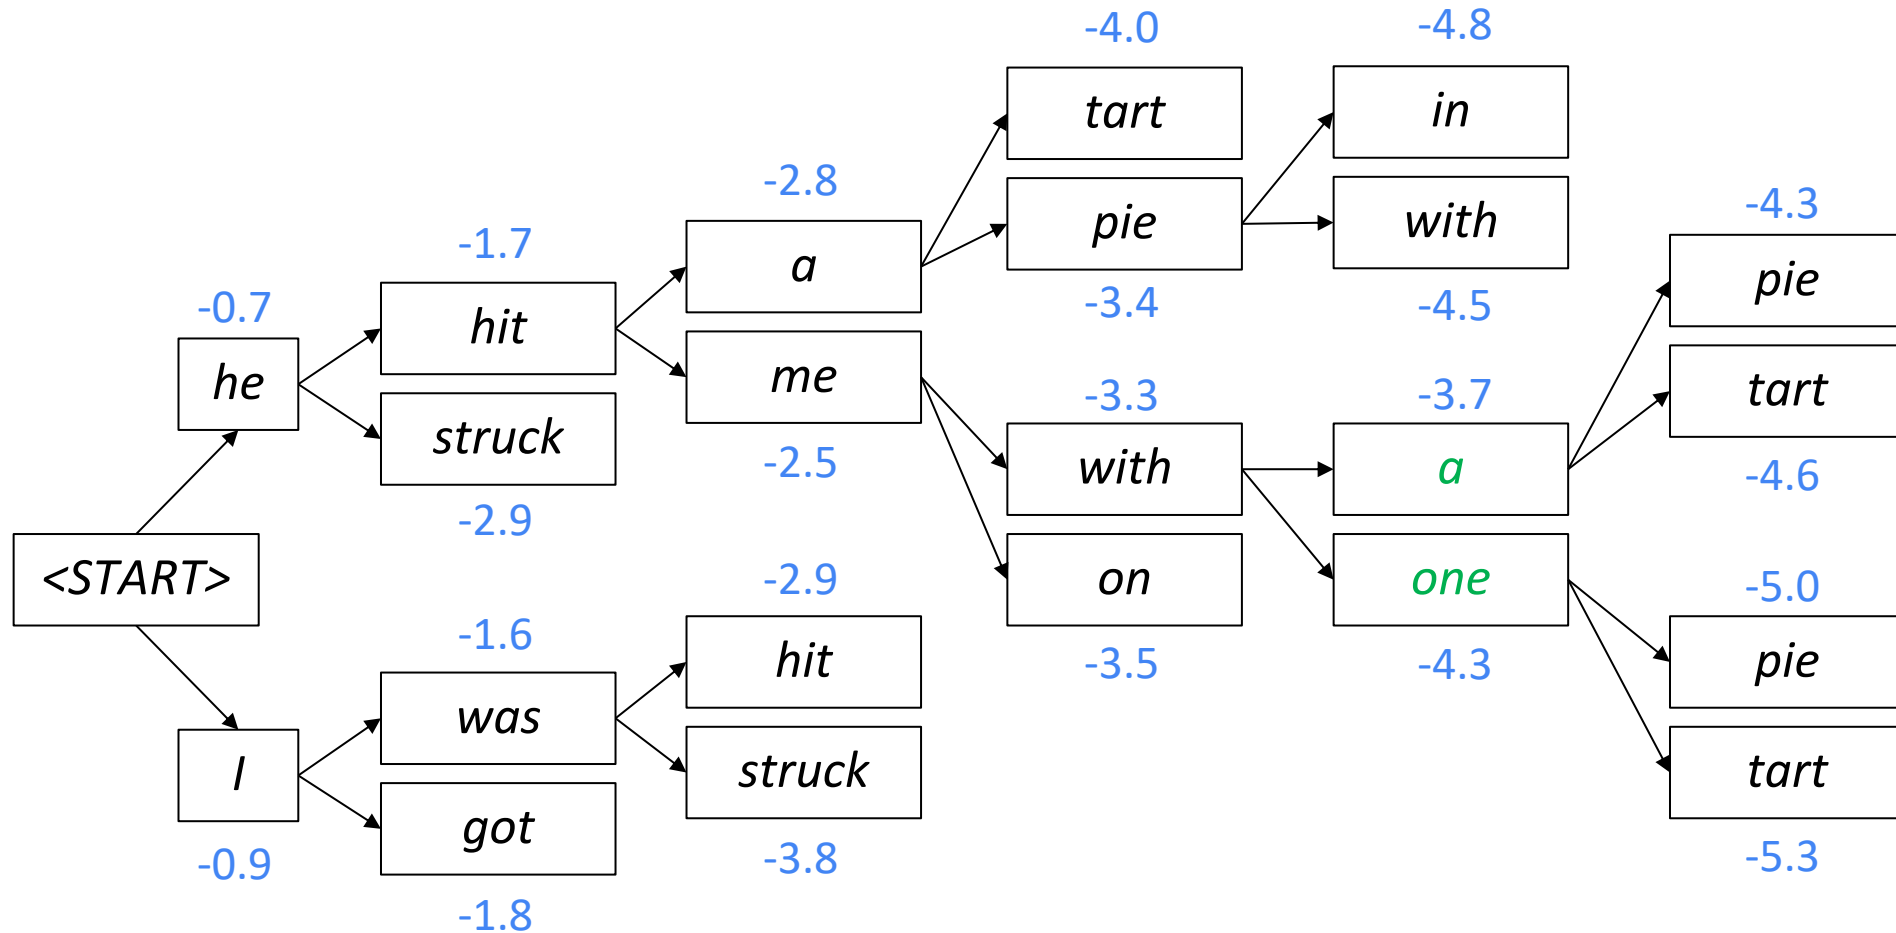 <START>
-0.7
he
I
-0.9
-1.7
hit
struck
-2.9
-1.6
was
got
-1.8
-2.8
a
me
-2.5
-2.9
hit
struck
-3.8
-4.0
tart
pie
-3.4
-3.3
with
on
-3.5
-4.8
in
with
-4.5
-3.7
a
one
-4.3
-4.3
pie
tart
-4.6
-5.0
pie
tart
-5.3